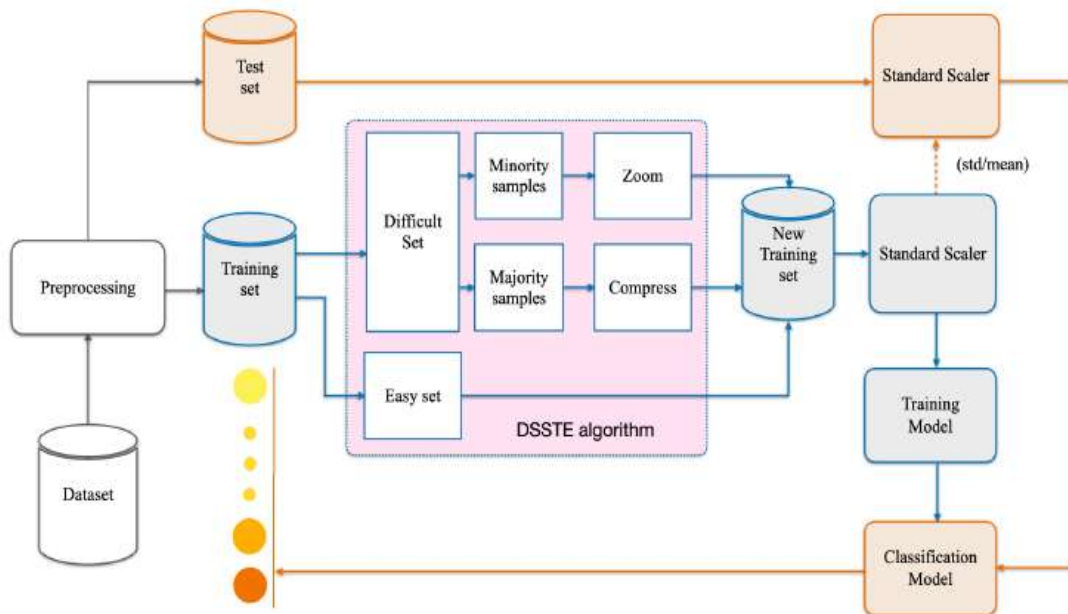 Test
set
Standard Scaler
(std/mean)
Minority
samples
Zoom
Difficult
Set
New
Training
set
Standard Scaler
Training
set
Preprocessing
Majority
samples
Compress
Easy set
DSSTE algorithm
Training
Model
Dataset
Classification
Model